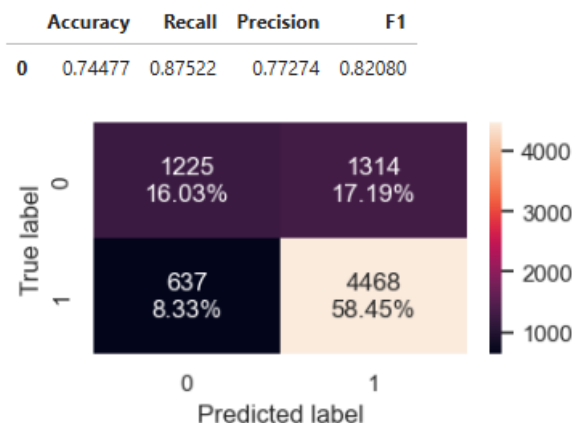 Accuracy Recall Precision F1
0 0.74477 0.87522 0.77274 0.82080
1225 1314
16.03% 17.19%
637 4468
8.33% 58.45%
True label
0
1
0 1
Predicted label
4000
3000
2000
1000